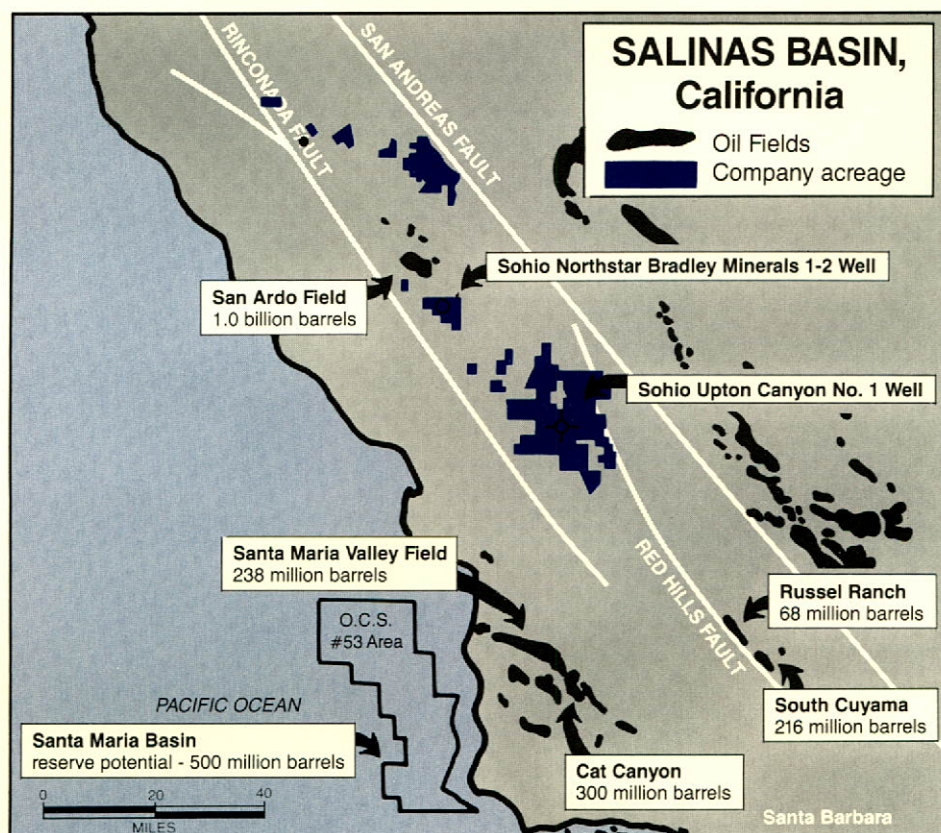 SALINAS BASIN,
California
Oil Fields
Company acreage
RINCONADA FAULT
SAN ANDREAS FAULT
Sohio Northstar Bradley Minerals 1-2 Well
San Ardo Field
1.0 billion barrels
Sohio Upton Canyon No. 1 Well
Santa Maria Valley Field
238 million barrels
RED HILLS FAULT
Russel Ranch
68 million barrels
O.C.S.
#53 Area
PACIFIC OCEAN
South Cuyama
216 million barrels
Santa Maria Basin
reserve potential - 500 million barrels
Cat Canyon
300 million barrels
0 20 40
MILES
Santa Barbara